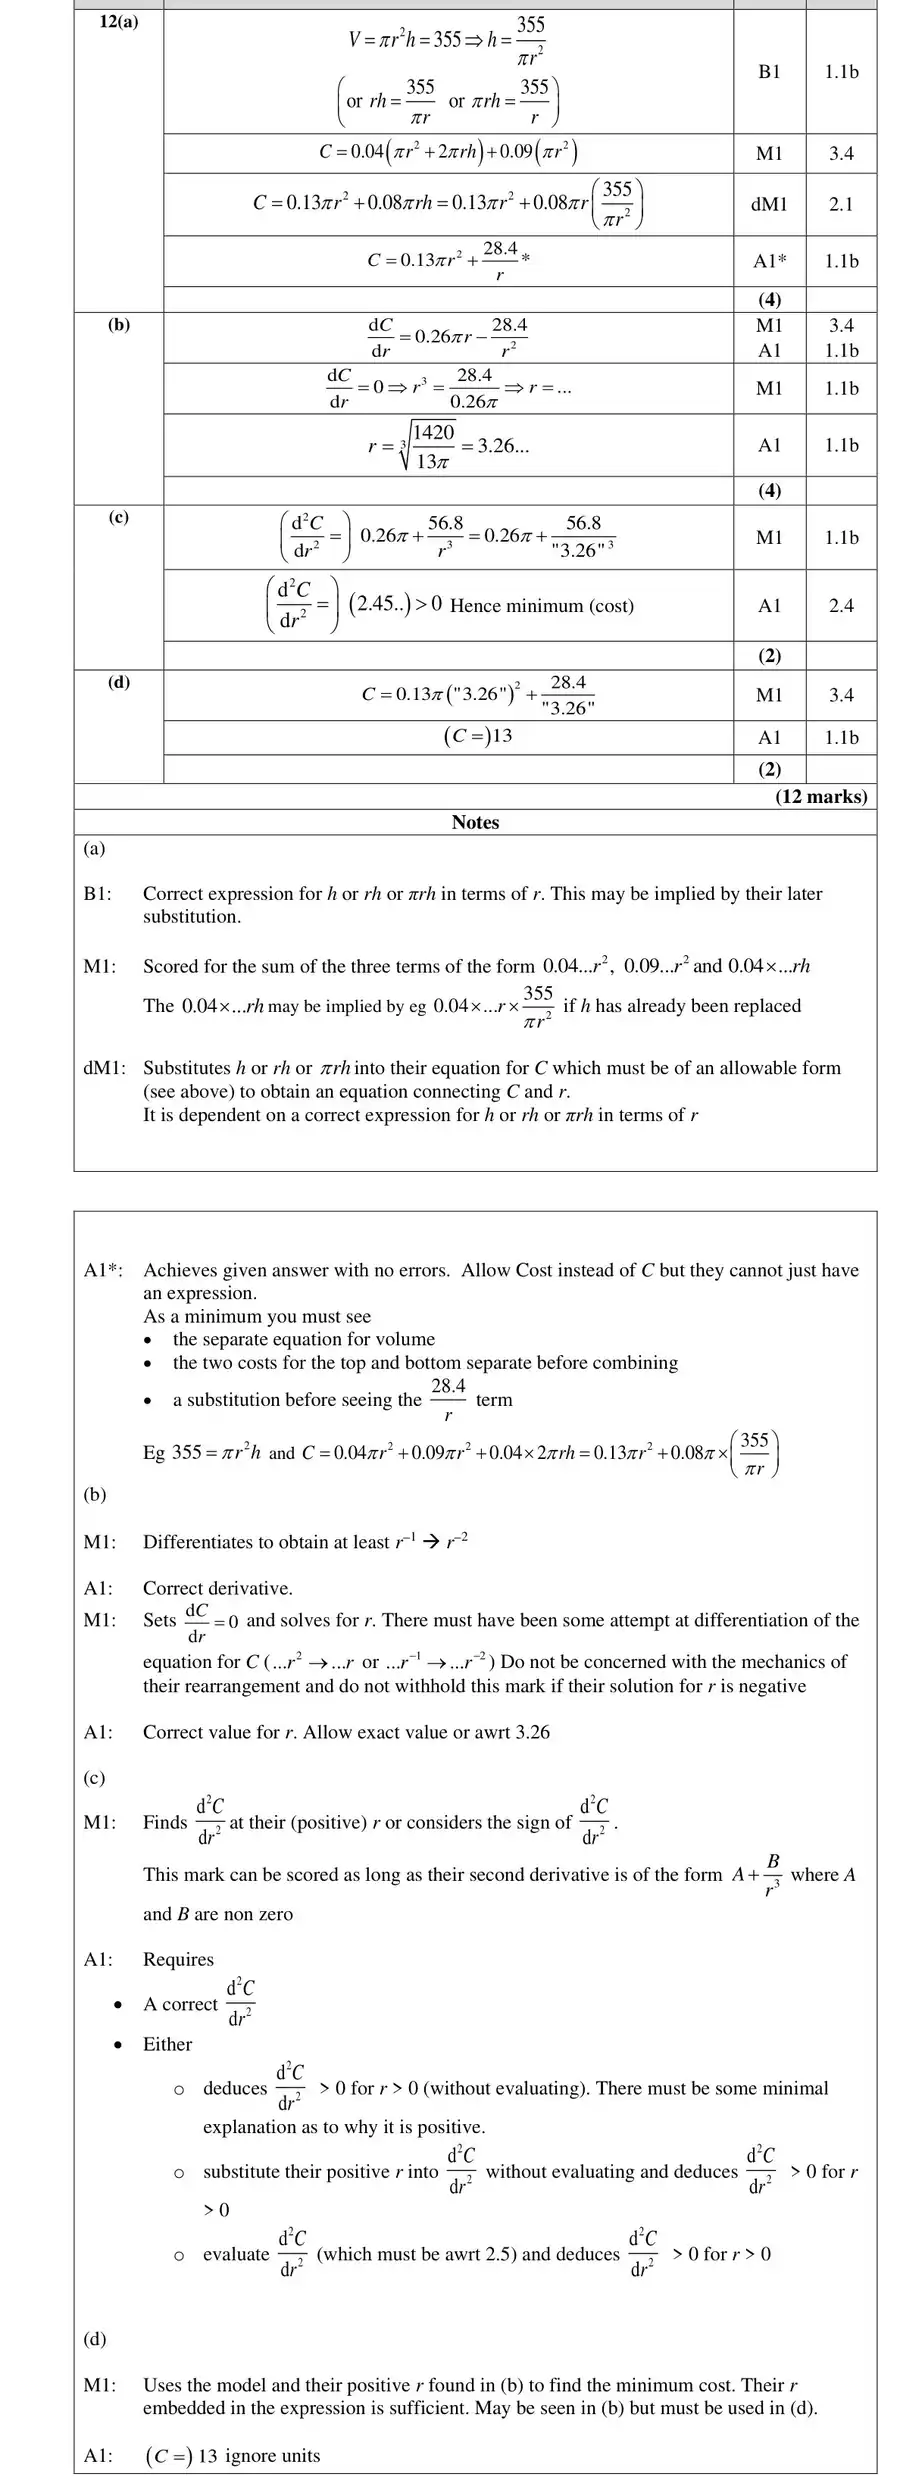 12(a)
V = πr²h = 355 ⇒ h = 355/πr²
(or rh = 355/πr or πrh = 355/r)
B1 1.1b
C = 0.04(πr² + 2πrh) + 0.09(πr²) M1 3.4
C = 0.13πr² + 0.08πrh = 0.13πr² + 0.08πr(355/πr²) dM1 2.1
C = 0.13πr² + 28.4/r * A1* 1.1b
(4)
(b) dC/dr = 0.26πr − 28.4/r² M1 3.4
A1 1.1b
dC/dr = 0 ⇒ r³ = 28.4/0.26π ⇒ r = ... M1 1.1b
r = ∛(1420/13π) = 3.26... A1 1.1b
(4)
(c) (d²C/dr² =) 0.26π + 56.8/r³ = 0.26π + 56.8/"3.26"³ M1 1.1b
(d²C/dr² =) (2.45..) > 0 Hence minimum (cost) A1 2.4
(2)
(d) C = 0.13π("3.26")² + 28.4/"3.26" M1 3.4
(C =)13 A1 1.1b
(2)
(12 marks)
Notes
(a)
B1: Correct expression for h or rh or πrh in terms of r. This may be implied by their later
substitution.
M1: Scored for the sum of the three terms of the form 0.04...r², 0.09...r² and 0.04×...rh
The 0.04×...rh may be implied by eg 0.04×...r×355/πr² if h has already been replaced
dM1: Substitutes h or rh or πrh into their equation for C which must be of an allowable form
(see above) to obtain an equation connecting C and r.
It is dependent on a correct expression for h or rh or πrh in terms of r
A1*: Achieves given answer with no errors. Allow Cost instead of C but they cannot just have
an expression.
As a minimum you must see
• the separate equation for volume
• the two costs for the top and bottom separate before combining
• a substitution before seeing the 28.4/r term
Eg 355 = πr²h and C = 0.04πr² + 0.09πr² + 0.04×2πrh = 0.13πr² + 0.08π×(355/πr)
(b)
M1: Differentiates to obtain at least r⁻¹ → r⁻²
A1: Correct derivative.
M1: Sets dC/dr = 0 and solves for r. There must have been some attempt at differentiation of the
equation for C (...r² → ...r or ...r⁻¹ → ...r⁻²) Do not be concerned with the mechanics of
their rearrangement and do not withhold this mark if their solution for r is negative
A1: Correct value for r. Allow exact value or awrt 3.26
(c)
M1: Finds d²C/dr² at their (positive) r or considers the sign of d²C/dr².
This mark can be scored as long as their second derivative is of the form A + B/r³ where A
and B are non zero
A1: Requires
• A correct d²C/dr²
• Either
○ deduces d²C/dr² > 0 for r > 0 (without evaluating). There must be some minimal
explanation as to why it is positive.
○ substitute their positive r into d²C/dr² without evaluating and deduces d²C/dr² > 0 for r
> 0
○ evaluate d²C/dr² (which must be awrt 2.5) and deduces d²C/dr² > 0 for r > 0
(d)
M1: Uses the model and their positive r found in (b) to find the minimum cost. Their r
embedded in the expression is sufficient. May be seen in (b) but must be used in (d).
A1: (C =) 13 ignore units